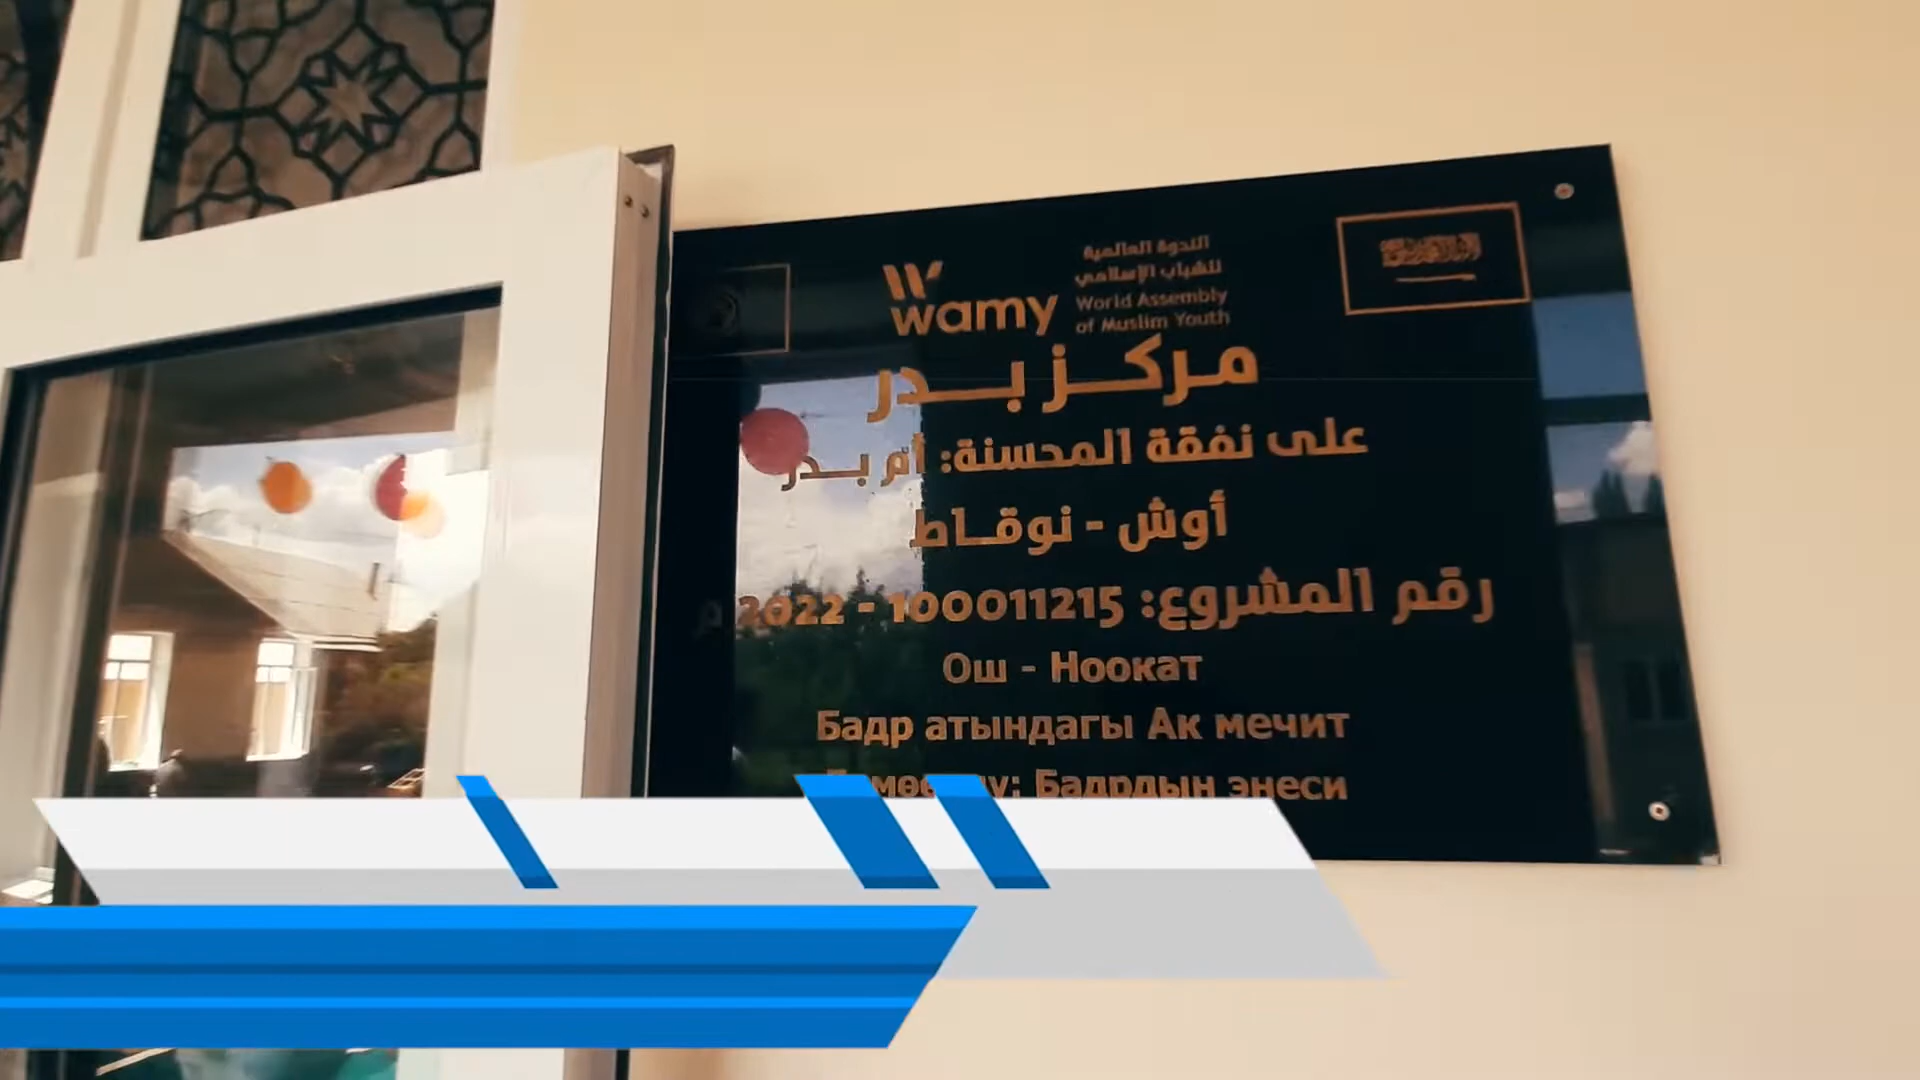 الندوة العالمية
للشباب الإسلامي
wamy
World Assembly
of Muslim Youth
مركز بدر
على نفقة المحسنة: أم بدر
أوش - نوقاط
رقم المشروع: 100011215 - 2022 م
Ош - Ноокат
Бадр атындагы Ак мечит
Бадрдын энеси